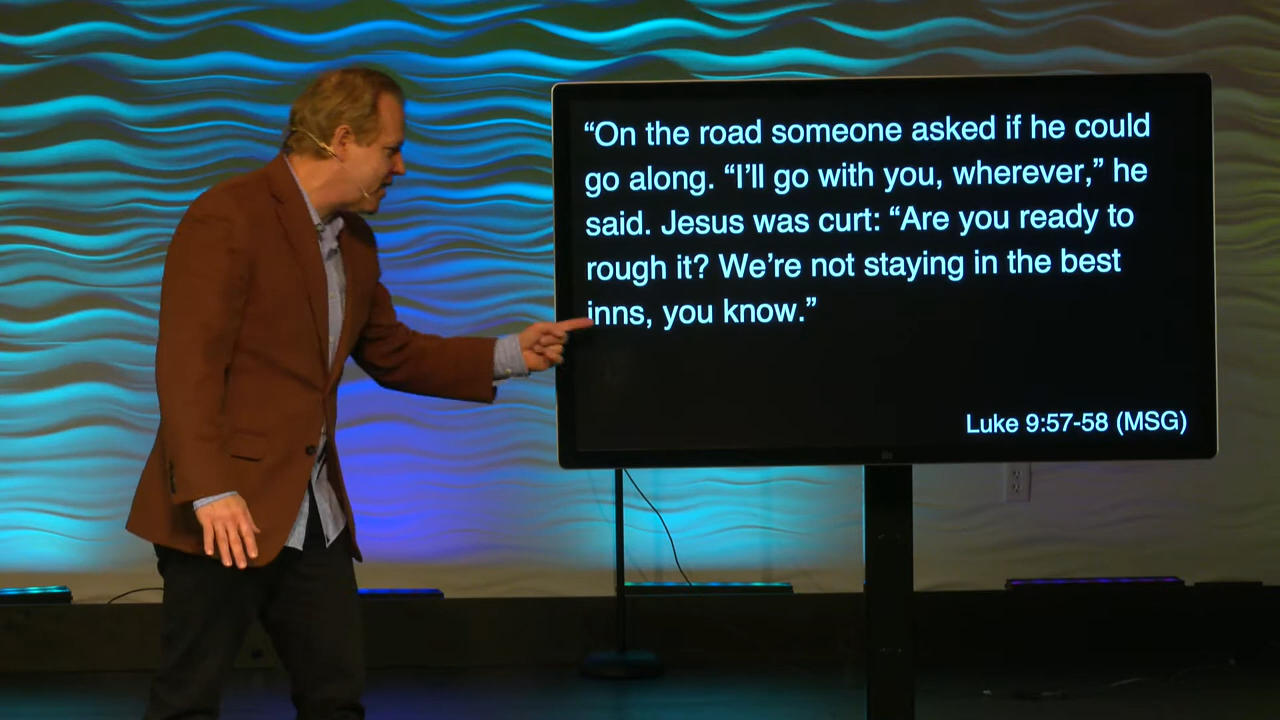 “On the road someone asked if he could
go along. “I’ll go with you, wherever,” he
said. Jesus was curt: “Are you ready to
rough it? We’re not staying in the best
inns, you know.”
Luke 9:57-58 (MSG)